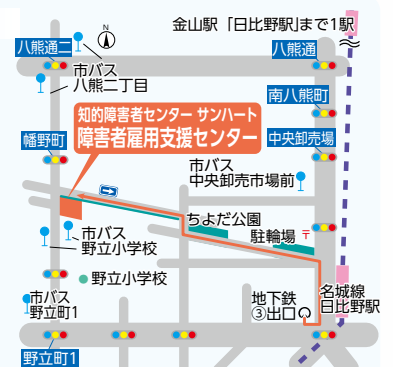 金山駅「日比野駅」まで1駅
N
八熊通二
八熊通
市バス
八熊二丁目
南八熊町
知的障害者センター サンハート
障害者雇用支援センター
幡野町
中央卸売場
市バス
中央卸売市場前
ちよだ公園
駐輪場 〒
市バス
野立小学校
野立小学校
市バス
野立町1
地下鉄
③出口
名城線
日比野駅
野立町1